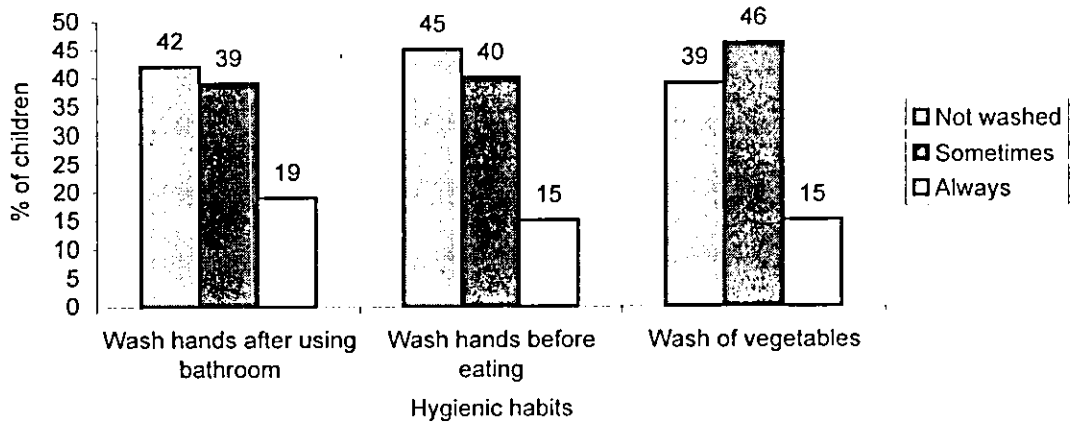 50
45
40
35
30
25
20
15
10
5
0
% of children
42
39
19
45
40
15
39
46
15
Wash hands after using
bathroom
Wash hands before
eating
Wash of vegetables
Hygienic habits
Not washed
Sometimes
Always